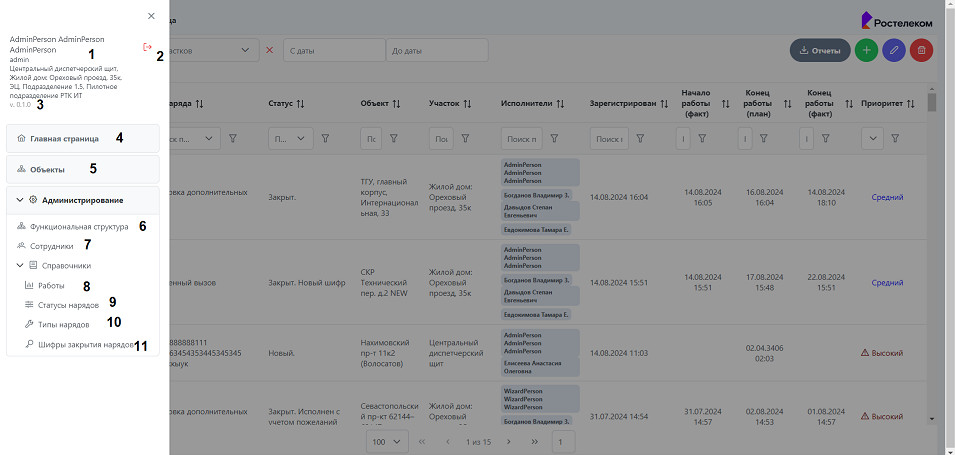 AdminPerson AdminPerson
AdminPerson
1
2
admin
Центральный диспетчерский щит,
Жилой дом: Ореховый проезд, 35к,
ЭЦ, Подразделение 1.5, Пилотное
подразделение РТК ИТ
v. 0.1.0
3
Главная страница 4
Объекты 5
Администрирование
Функциональная структура 6
Сотрудники 7
Справочники
Работы 8
Статусы нарядов 9
Типы нарядов 10
Шифры закрытия нарядов 11
ца
Ростелеком
астков
С даты
До даты
Отчеты
аряда
Статус
Объект
Участок
Исполнители
Зарегистрирован
Начало
работы
(факт)
Конец
работы
(план)
Конец
работы
(факт)
Приоритет
ск п...
П...
Пс
Поı
Поиск п
Поиск і
овка дополнительных
Закрыт.
ТГУ, главный
корпус,
Интернационал
ьная, 33
Жилой дом:
Ореховый
проезд, 35к
AdminPerson
AdminPerson
AdminPerson
Богданов Владимир З.
Давыдов Степан
Евгеньевич
Евдокимова Тамара Е.
14.08.2024 16:04
14.08.2024
16:05
16.08.2024
16:04
14.08.2024
18:10
Средний
енный вызов
Закрыт. Новый шифр
СКР
Технический
пер. д.2 NEW
Жилой дом:
Ореховый
проезд, 35к
AdminPerson
AdminPerson
AdminPerson
Богданов Владимир З.
Давыдов Степан
Евгеньевич
Евдокимова Тамара Е.
14.08.2024 15:51
14.08.2024
15:51
17.08.2024
15:48
22.08.2024
15:51
Средний
88888811
63454353445345345
хыук
Новый.
Нахимовский
пр-т 11к2
(Волосатов)
Центральный
диспетчерский
щит
AdminPerson
AdminPerson
AdminPerson
Елисеева Анастасия
Олеговна
14.08.2024 11:03
02.04.3406
02:03
Высокий
овка дополнительных
Закрыт. Исполнен с
учетом пожеланий
Севастопольски
й пр-кт 62144–
Жилой дом:
Ореховый
WizardPerson
WizardPerson
WizardPerson
Богданов Владимир З.
31.07.2024 14:54
31.07.2024
14:57
02.08.2024
14:53
01.08.2024
14:57
Высокий
100
1 из 15
1